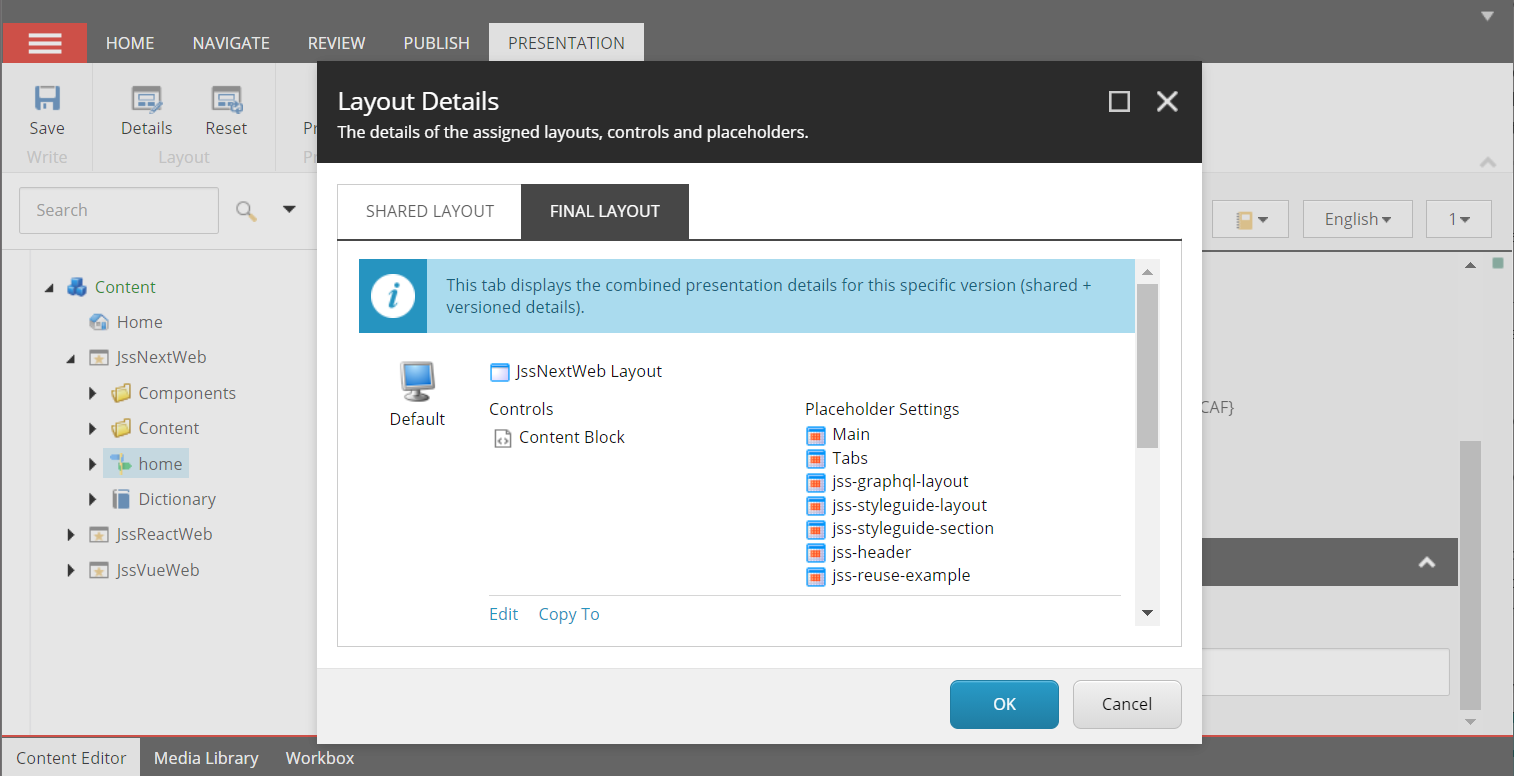 HOME NAVIGATE REVIEW PUBLISH PRESENTATION
Save
Write
Details Reset
Layout
Layout Details
The details of the assigned layouts, controls and placeholders.
Search
English 1
SHARED LAYOUT FINAL LAYOUT
This tab displays the combined presentation details for this specific version (shared +
versioned details).
Content
Home
JssNextWeb
Components
Content
home
Dictionary
JssReactWeb
JssVueWeb
Default
JssNextWeb Layout
Controls
Content Block
Placeholder Settings
Main
Tabs
jss-graphql-layout
jss-styleguide-layout
jss-styleguide-section
jss-header
jss-reuse-example
Edit Copy To
CAF}
OK Cancel
Content Editor Media Library Workbox